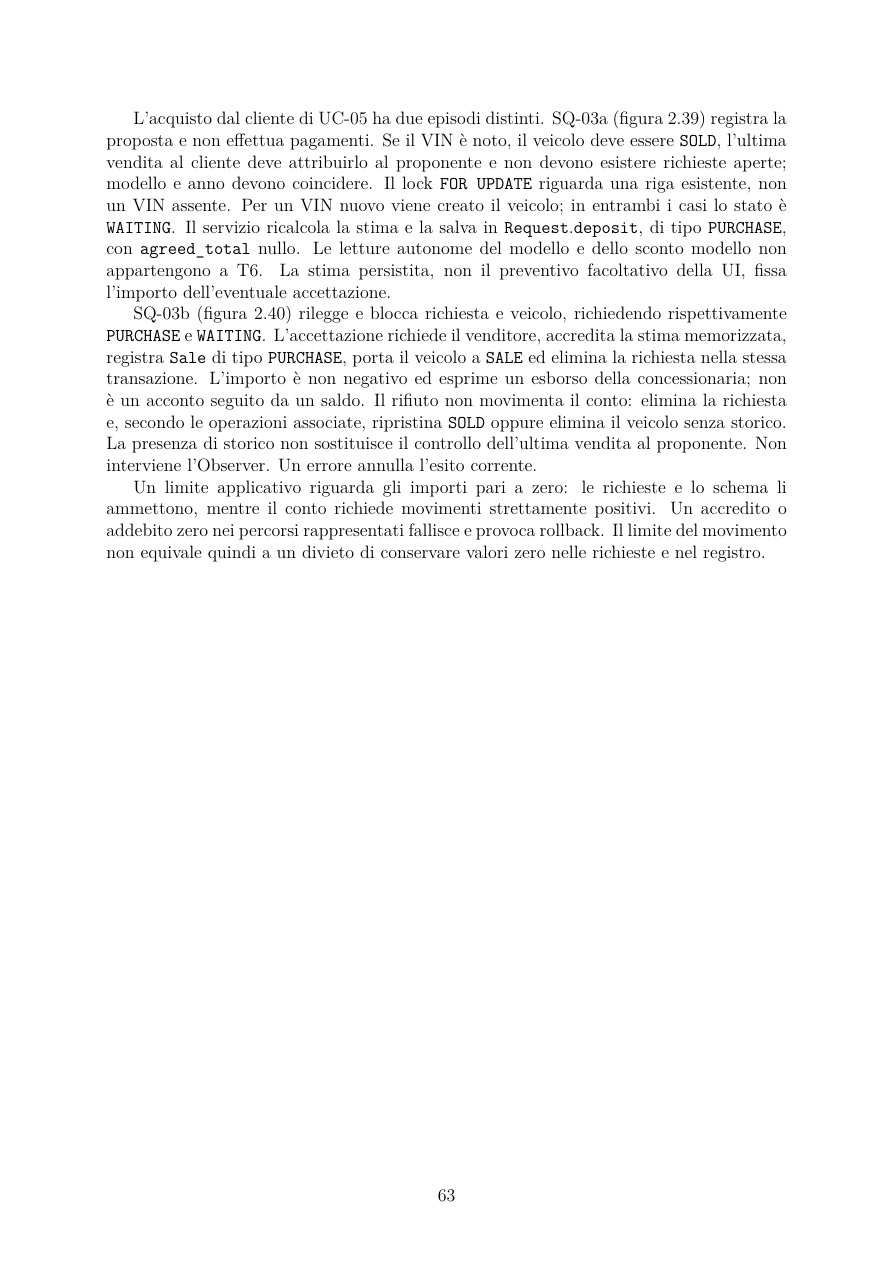 L'acquisto dal cliente di UC-05 ha due episodi distinti. SQ-03a (figura 2.39) registra la
proposta e non effettua pagamenti. Se il VIN è noto, il veicolo deve essere SOLD, l'ultima
vendita al cliente deve attribuirlo al proponente e non devono esistere richieste aperte;
modello e anno devono coincidere. Il lock FOR UPDATE riguarda una riga esistente, non
un VIN assente. Per un VIN nuovo viene creato il veicolo; in entrambi i casi lo stato è
WAITING. Il servizio ricalcola la stima e la salva in Request.deposit, di tipo PURCHASE,
con agreed_total nullo. Le letture autonome del modello e dello sconto modello non
appartengono a T6. La stima persistita, non il preventivo facoltativo della UI, fissa
l'importo dell'eventuale accettazione.
SQ-03b (figura 2.40) rilegge e blocca richiesta e veicolo, richiedendo rispettivamente
PURCHASE e WAITING. L'accettazione richiede il venditore, accredita la stima memorizzata,
registra Sale di tipo PURCHASE, porta il veicolo a SALE ed elimina la richiesta nella stessa
transazione. L'importo è non negativo ed esprime un esborso della concessionaria; non
è un acconto seguito da un saldo. Il rifiuto non movimenta il conto: elimina la richiesta
e, secondo le operazioni associate, ripristina SOLD oppure elimina il veicolo senza storico.
La presenza di storico non sostituisce il controllo dell'ultima vendita al proponente. Non
interviene l'Observer. Un errore annulla l'esito corrente.
Un limite applicativo riguarda gli importi pari a zero: le richieste e lo schema li
ammettono, mentre il conto richiede movimenti strettamente positivi. Un accredito o
addebito zero nei percorsi rappresentati fallisce e provoca rollback. Il limite del movimento
non equivale quindi a un divieto di conservare valori zero nelle richieste e nel registro.
63